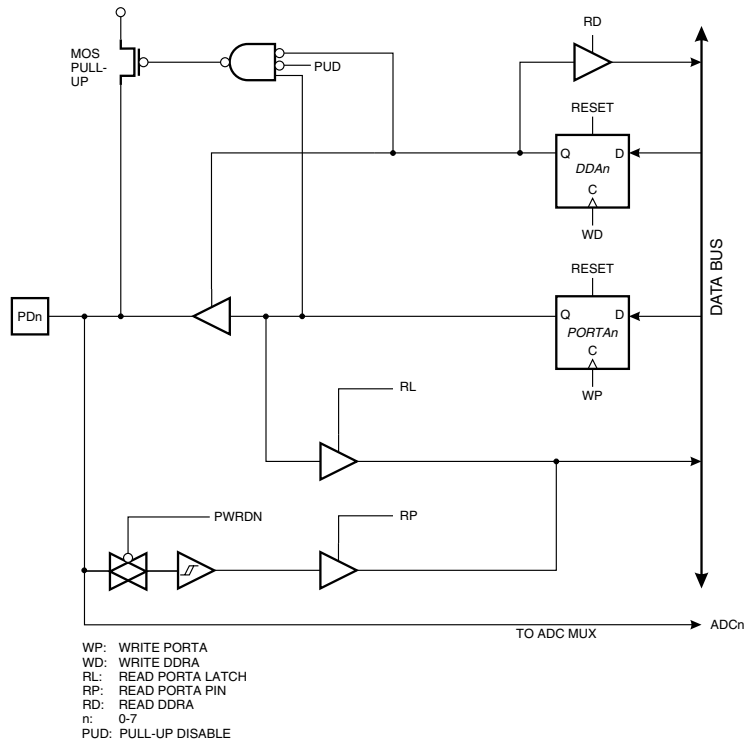 RD
MOS
PULL-
UP
PUD
RESET
Q D
DDAn
C
WD
DATA BUS
RESET
PDn
Q D
PORTAn
C
WP
RL
PWRDN
RP
TO ADC MUX
ADCn
WP: WRITE PORTA
WD: WRITE DDRA
RL: READ PORTA LATCH
RP: READ PORTA PIN
RD: READ DDRA
n: 0-7
PUD: PULL-UP DISABLE